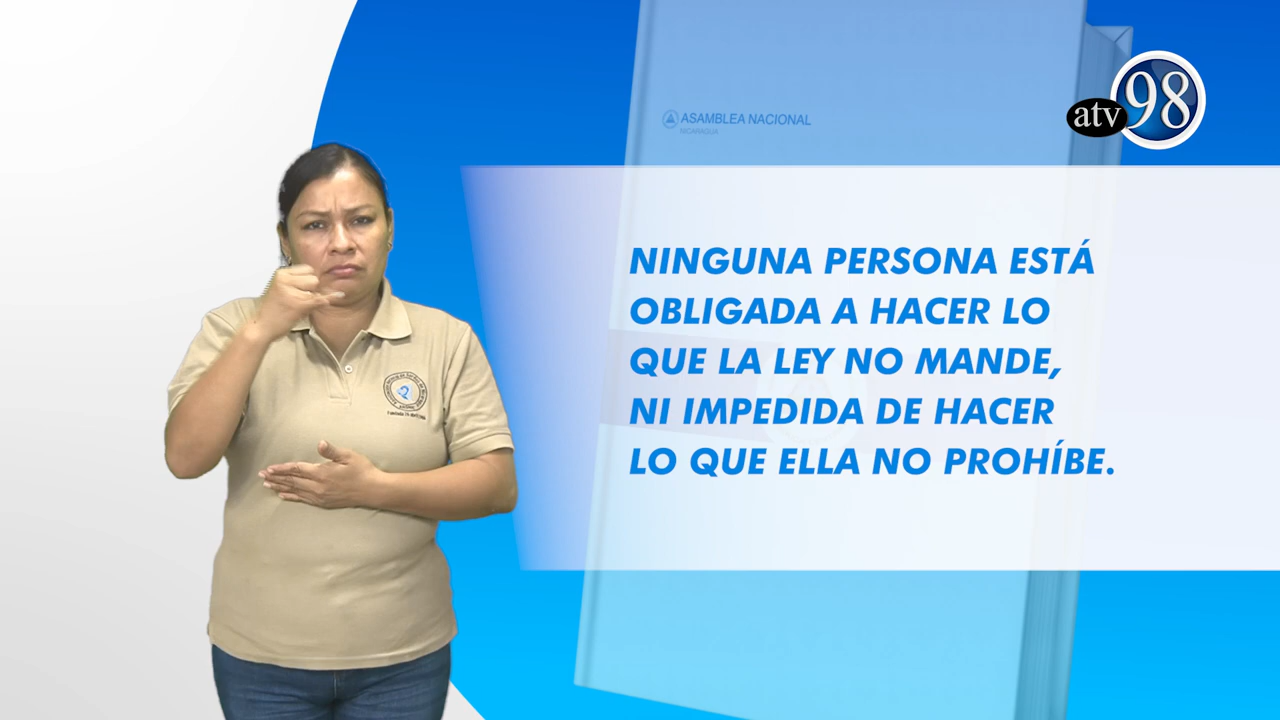 ASAMBLEA NACIONAL
NICARAGUA
atv 98
NINGUNA PERSONA ESTÁ
OBLIGADA A HACER LO
QUE LA LEY NO MANDE,
NI IMPEDIDA DE HACER
LO QUE ELLA NO PROHÍBE.